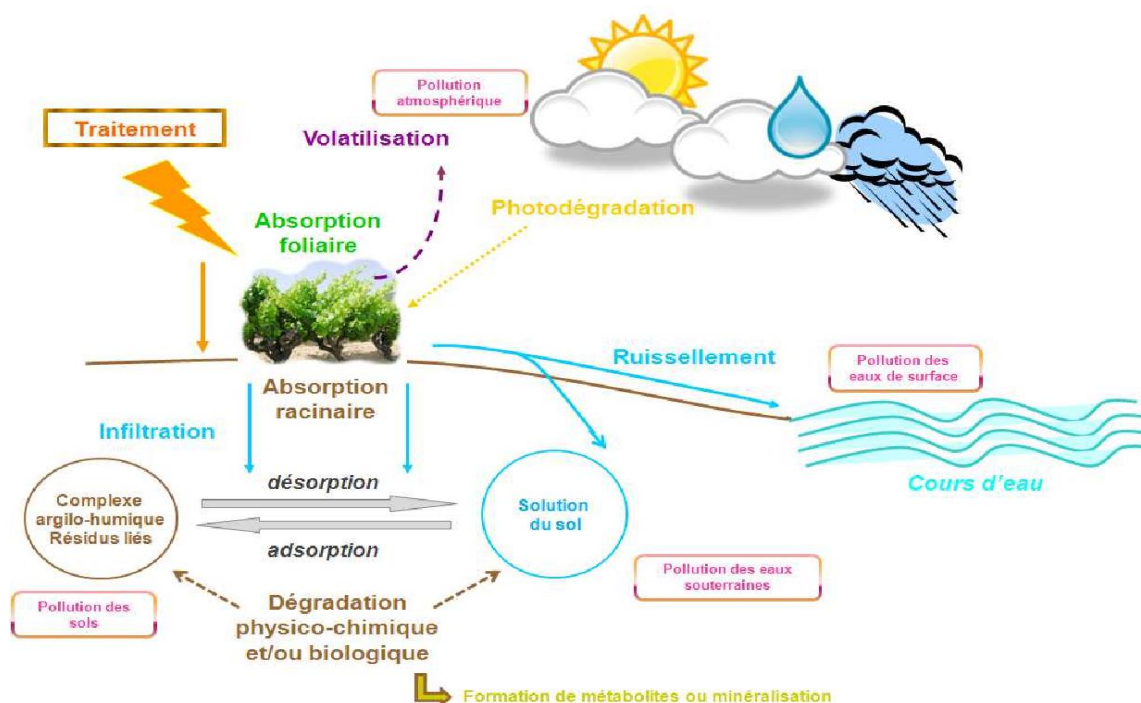 Pollution
atmosphérique
Traitement
Volatilisation
Photodégradation
Absorption
foliaire
Ruissellement
Pollution des
eaux de surface
Absorption
racinaire
Infiltration
Cours d'eau
désorption
Complexe
argilo-humique
Résidus liés
Solution
du sol
adsorption
Pollution des eaux
souterraines
Pollution des
sols
Dégradation
physico-chimique
et/ou biologique
Formation de métabolites ou minéralisation